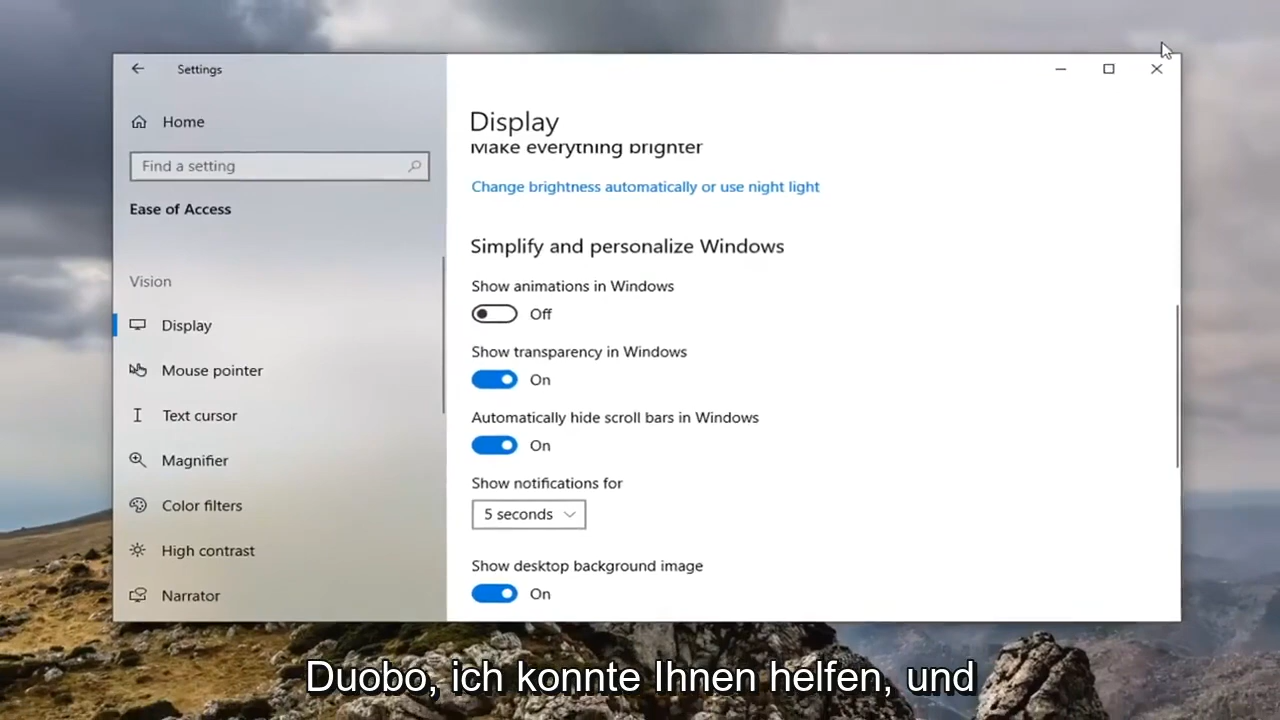 Settings
Home
Find a setting
Ease of Access
Vision
Display
Mouse pointer
Text cursor
Magnifier
Color filters
High contrast
Narrator
Display
Make everything brighter
Change brightness automatically or use night light
Simplify and personalize Windows
Show animations in Windows
Off
Show transparency in Windows
On
Automatically hide scroll bars in Windows
On
Show notifications for
5 seconds
Show desktop background image
On
Duobo, ich konnte Ihnen helfen, und